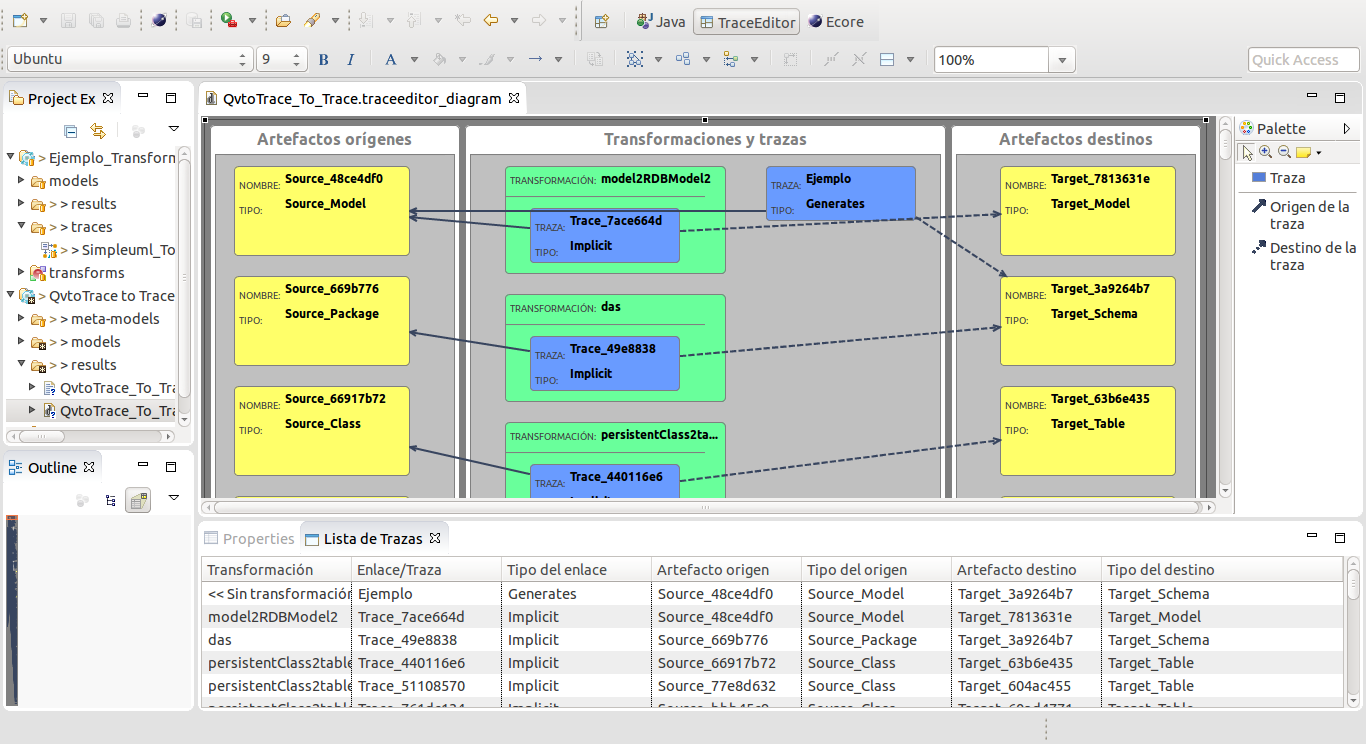 Java
TraceEditor
Ecore
Ubuntu
9
B
I
A
100%
Quick Access
Project Ex
> Ejemplo_Transform
models
> > results
> > traces
> > Simpleuml_To
transforms
> QvtoTrace to Trace
> > meta-models
> > models
> > results
QvtoTrace_To_Tra
QvtoTrace_To_Tra
Outline
QvtoTrace_To_Trace.traceeditor_diagram
Artefactos orígenes
Transformaciones y trazas
Artefactos destinos
NOMBRE: Source_48ce4df0
TIPO: Source_Model
NOMBRE: Source_669b776
TIPO: Source_Package
NOMBRE: Source_66917b72
TIPO: Source_Class
TRANSFORMACIÓN: model2RDBModel2
TRAZA: Trace_7ace664d
TIPO: Implicit
TRAZA: Ejemplo
TIPO: Generates
TRANSFORMACIÓN: das
TRAZA: Trace_49e8838
TIPO: Implicit
TRANSFORMACIÓN: persistentClass2ta...
TRAZA: Trace_440116e6
Implicit
NOMBRE: Target_7813631e
TIPO: Target_Model
NOMBRE: Target_3a9264b7
TIPO: Target_Schema
NOMBRE: Target_63b6e435
TIPO: Target_Table
Palette
Traza
Origen de la
traza
Destino de la
traza
Properties
Lista de Trazas
Transformación Enlace/Traza Tipo del enlace Artefacto origen Tipo del origen Artefacto destino Tipo del destino
<< Sin transformación Ejemplo Generates Source_48ce4df0 Source_Model Target_3a9264b7 Target_Schema
model2RDBModel2 Trace_7ace664d Implicit Source_48ce4df0 Source_Model Target_7813631e Target_Model
das Trace_49e8838 Implicit Source_669b776 Source_Package Target_3a9264b7 Target_Schema
persistentClass2table Trace_440116e6 Implicit Source_66917b72 Source_Class Target_63b6e435 Target_Table
persistentClass2table Trace_51108570 Implicit Source_77e8d632 Source_Class Target_604ac455 Target_Table
persistentClass2table Implicit Source_Class Target_Table